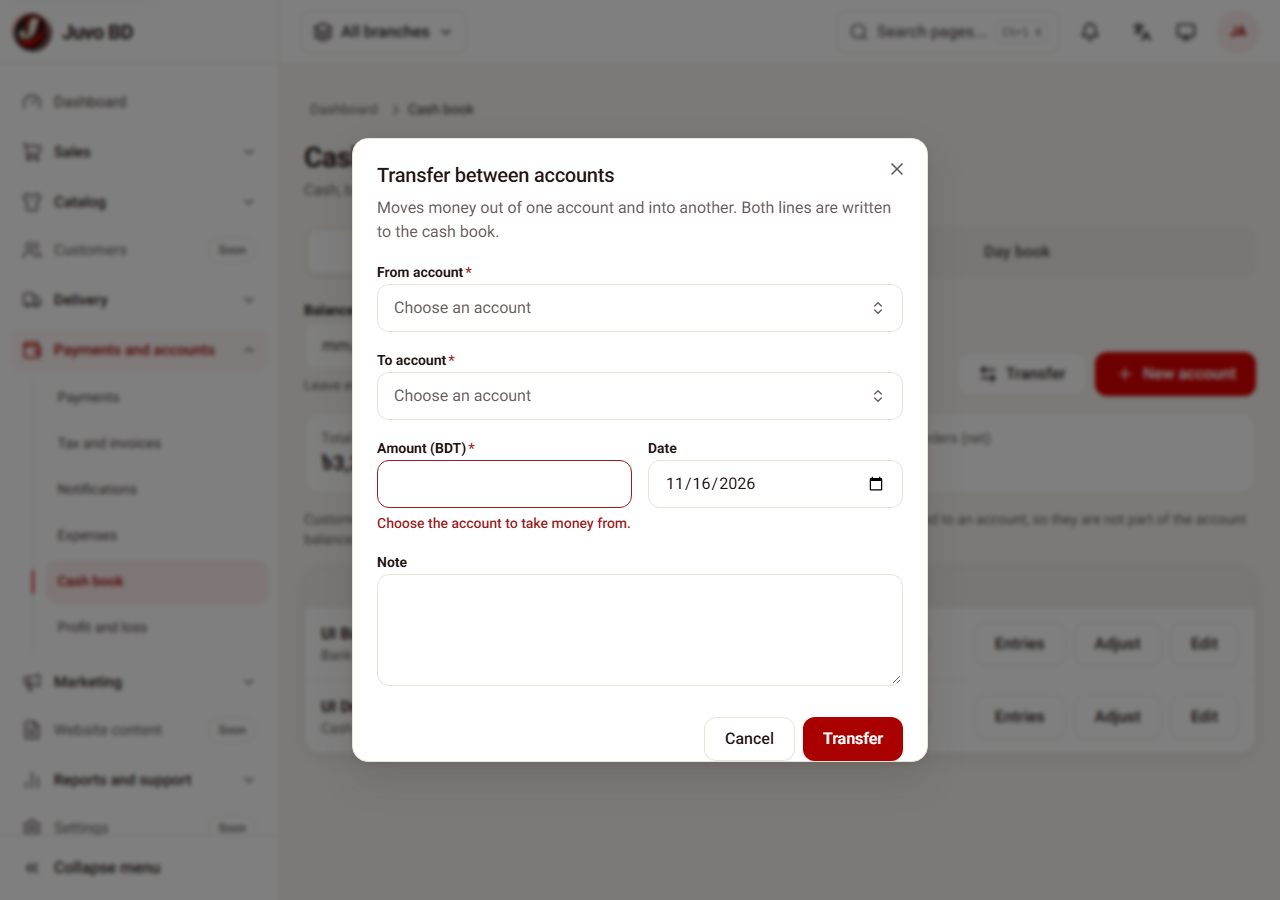 Juvo BD
All branches
Search pages...
Ctrl K
JA
Dashboard
Sales
Catalog
Customers
Soon
Delivery
Payments and accounts
Payments
Tax and invoices
Notifications
Expenses
Cash book
Profit and loss
Marketing
Website content
Soon
Reports and support
Settings
Soon
Collapse menu
Dashboard
Cash book
Day book
Transfer
New account
Entries
Adjust
Edit
Entries
Adjust
Edit
Transfer between accounts
Moves money out of one account and into another. Both lines are written
to the cash book.
From account*
Choose an account
To account*
Choose an account
Amount (BDT)*
Date
11/16/2026
Choose the account to take money from.
Note
Cancel
Transfer